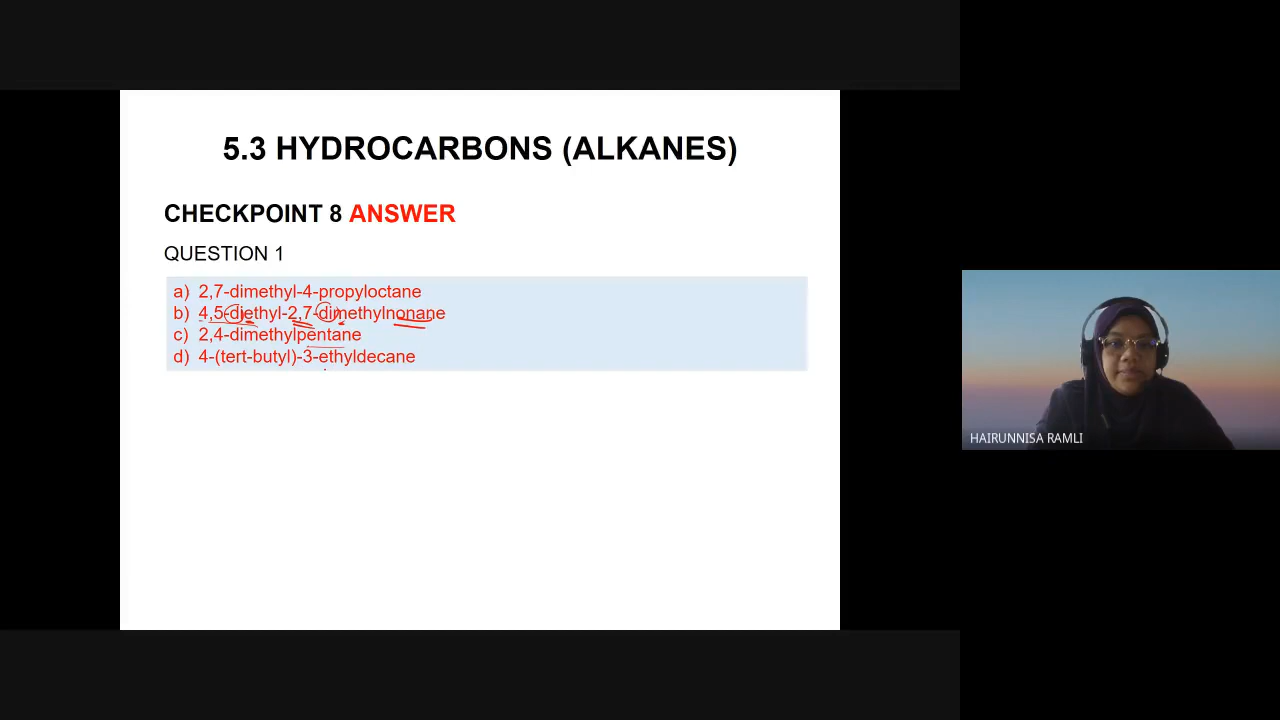 5.3 HYDROCARBONS (ALKANES)
CHECKPOINT 8 ANSWER
QUESTION 1
a) 2,7-dimethyl-4-propyloctane
b) 4,5-diethyl-2,7-dimethylnonane
c) 2,4-dimethylpentane
d) 4-(tert-butyl)-3-ethyldecane
HAIRUNNISA RAMLI